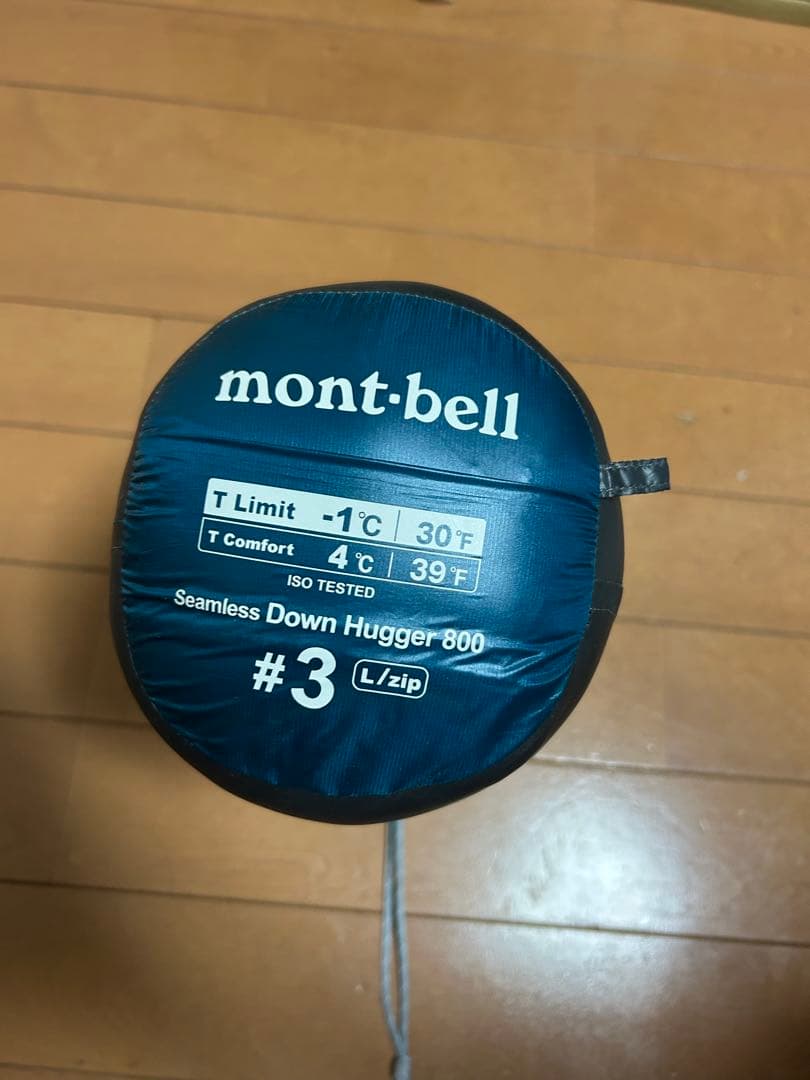 mont-bell
T Limit -1℃ | 30°F
T Comfort 4℃ | 39°F
ISO TESTED
Seamless Down Hugger 800
#3 L/zip